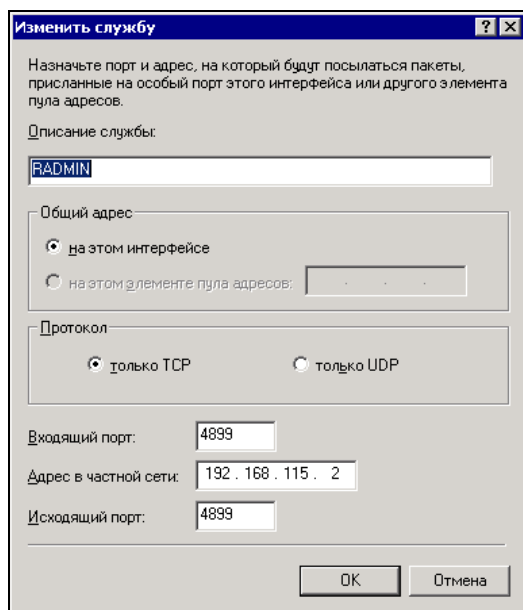 Изменить службу
Назначьте порт и адрес, на который будут посылаться пакеты,
присланные на особый порт этого интерфейса или другого элемента
пула адресов.
Описание службы:
RADMIN
Общий адрес
на этом интерфейсе
на этом элементе пула адресов:
Протокол
только TCP только UDP
Входящий порт: 4899
Адрес в частной сети: 192 . 168 . 115 . 2
Исходящий порт: 4899
OK Отмена